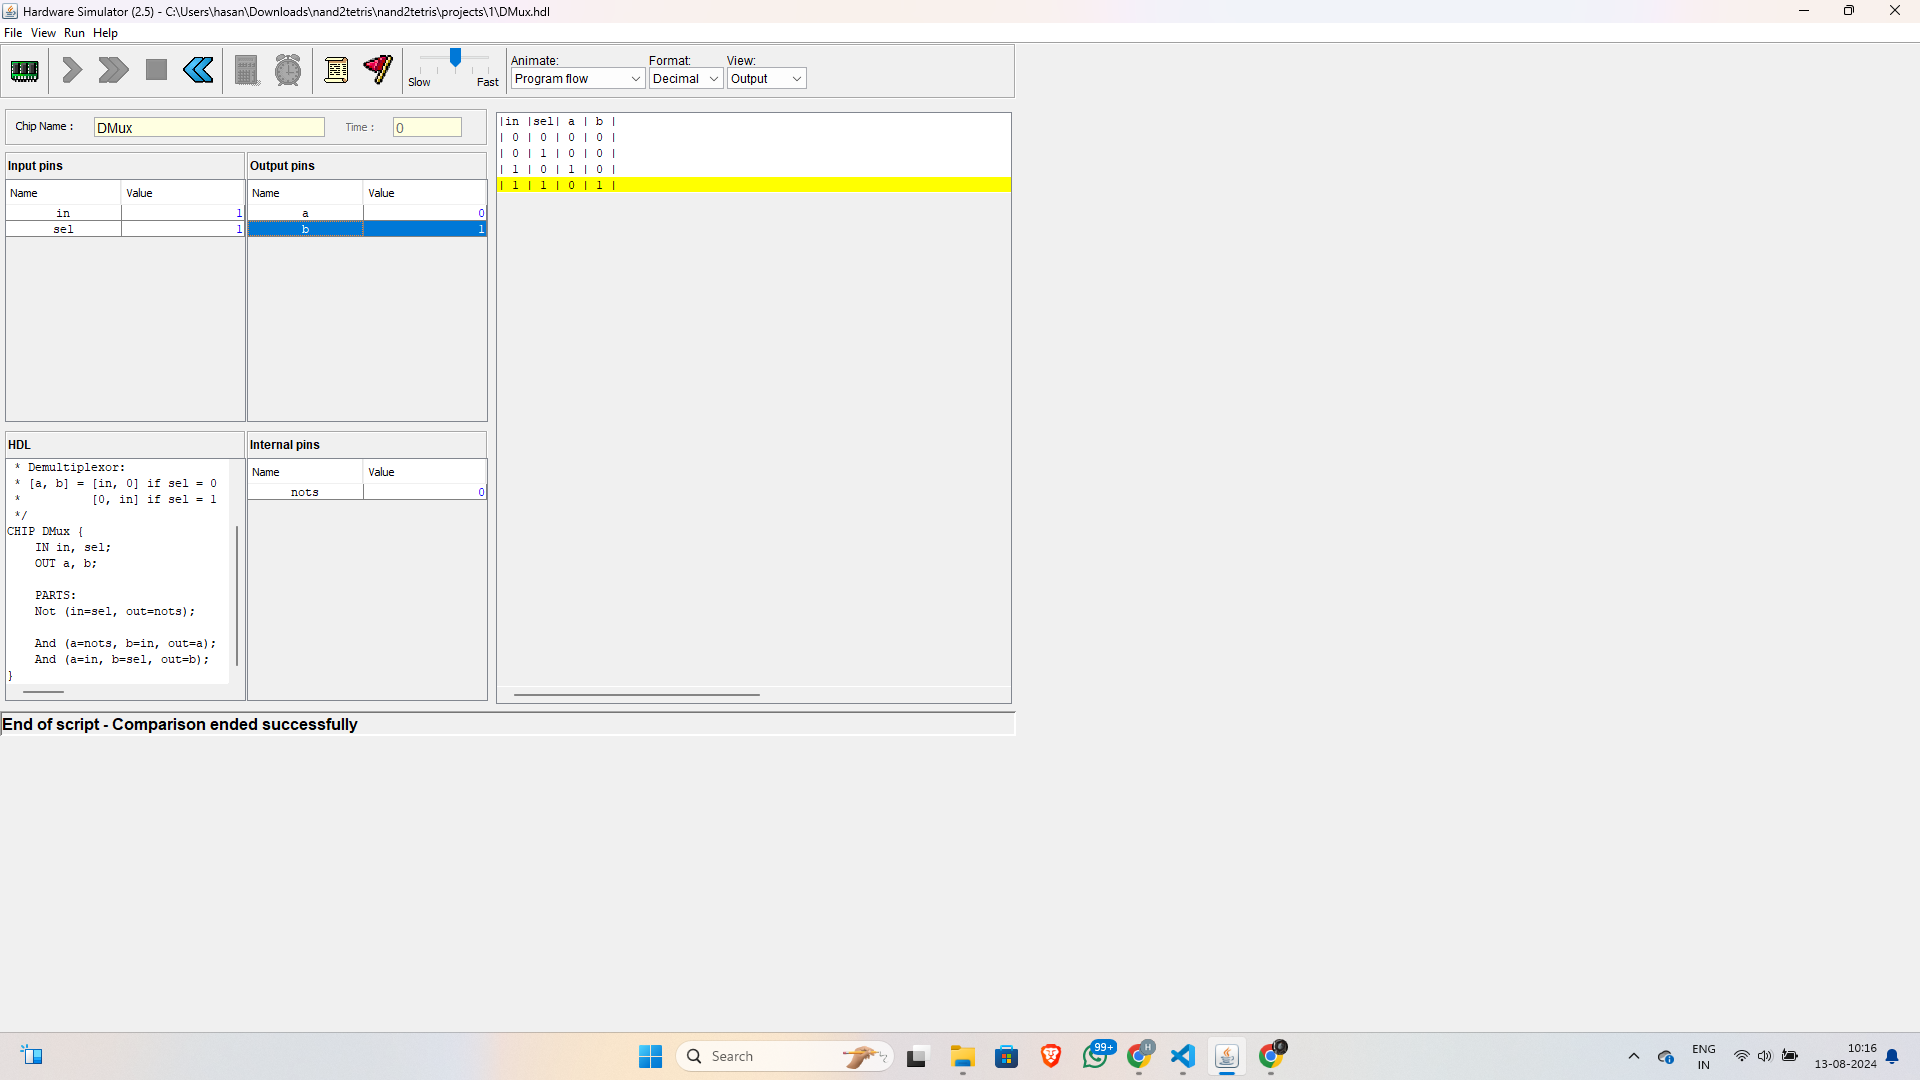 Hardware Simulator (2.5) - C:\Users\hasan\Downloads\nand2tetris\nand2tetris\projects\1\DMux.hdl
File View Run Help
Slow Fast
Animate: Format: View:
Program flow Decimal Output
Chip Name : DMux Time : 0
Input pins Output pins
Name Value Name Value
in 1 a 0
sel 1 b 1
|in |sel| a | b |
| 0 | 0 | 0 | 0 |
| 0 | 1 | 0 | 0 |
| 1 | 0 | 1 | 0 |
| 1 | 1 | 0 | 1 |
HDL
* Demultiplexor:
* [a, b] = [in, 0] if sel = 0
* [0, in] if sel = 1
*/
CHIP DMux {
IN in, sel;
OUT a, b;
PARTS:
Not (in=sel, out=nots);
And (a=nots, b=in, out=a);
And (a=in, b=sel, out=b);
}
Internal pins
Name Value
nots 0
End of script - Comparison ended successfully
Search
99+
H
ENG
IN
10:16
13-08-2024